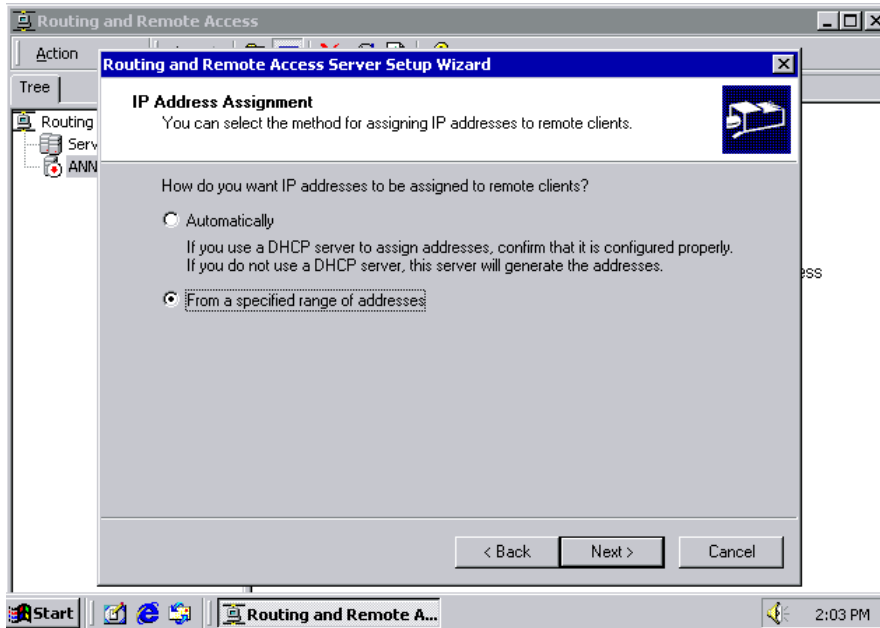 Routing and Remote Access
Action
Tree
Routing
Serv
ANN
Routing and Remote Access Server Setup Wizard
IP Address Assignment
You can select the method for assigning IP addresses to remote clients.
How do you want IP addresses to be assigned to remote clients?
Automatically
If you use a DHCP server to assign addresses, confirm that it is configured properly.
If you do not use a DHCP server, this server will generate the addresses.
From a specified range of addresses
ess
< Back
Next >
Cancel
Start
Routing and Remote A...
2:03 PM